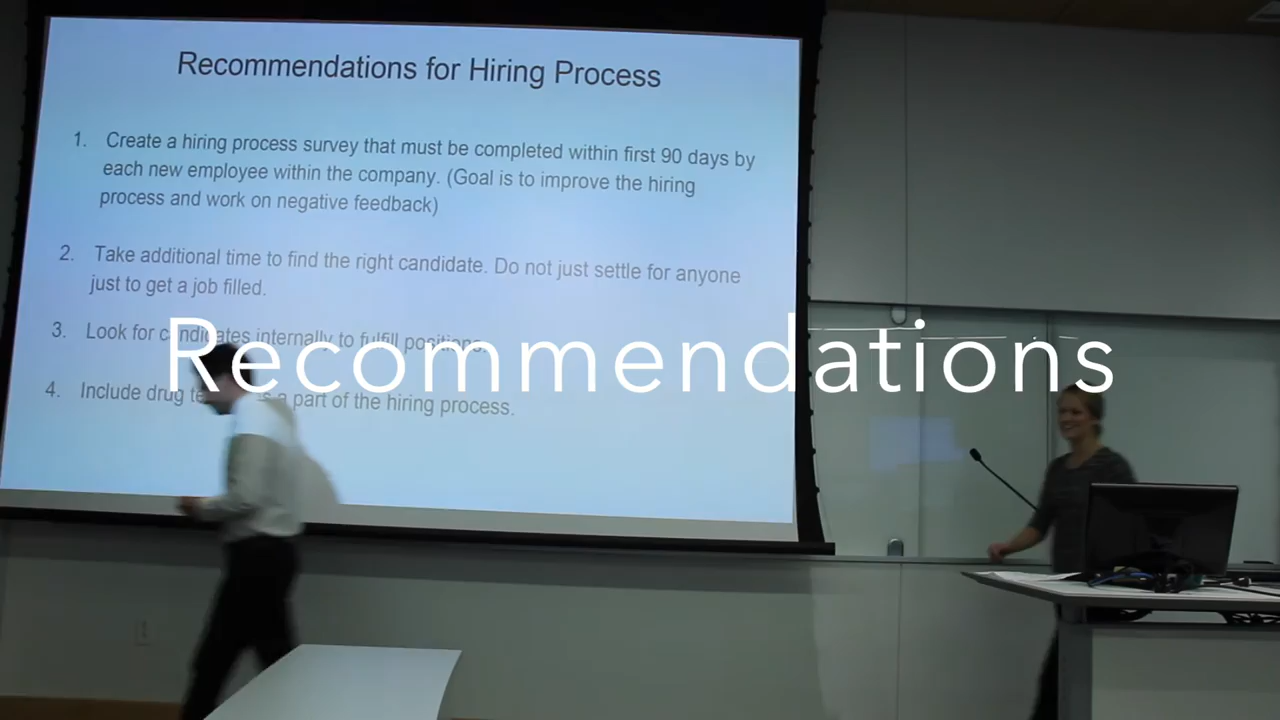 Recommendations for Hiring Process
1. Create a hiring process survey that must be completed within first 90 days by
each new employee within the company. (Goal is to improve the hiring
process and work on negative feedback)
2. Take additional time to find the right candidate. Do not just settle for anyone
just to get a job filled.
3. Look for candidates internally to fulfill positions.
Recommendations
4. Include drug a part of the hiring process.